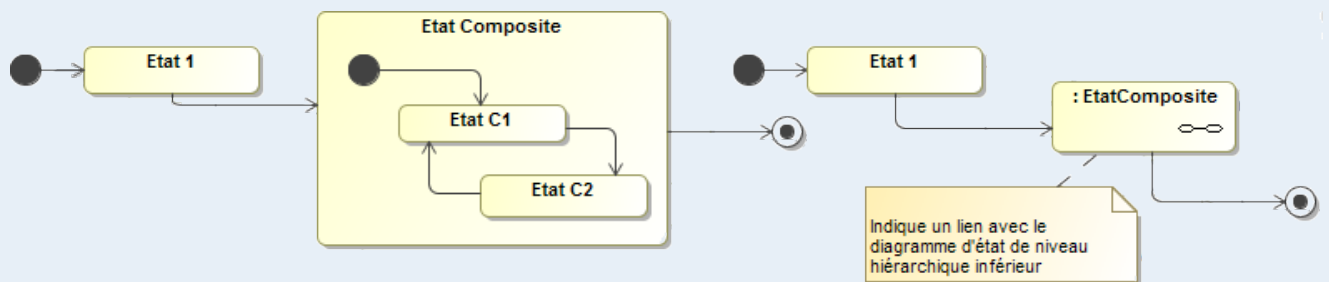 Etat 1
Etat Composite
Etat C1
Etat C2
Etat 1
: EtatComposite
Indique un lien avec le
diagramme d'état de niveau
hiérarchique inférieur